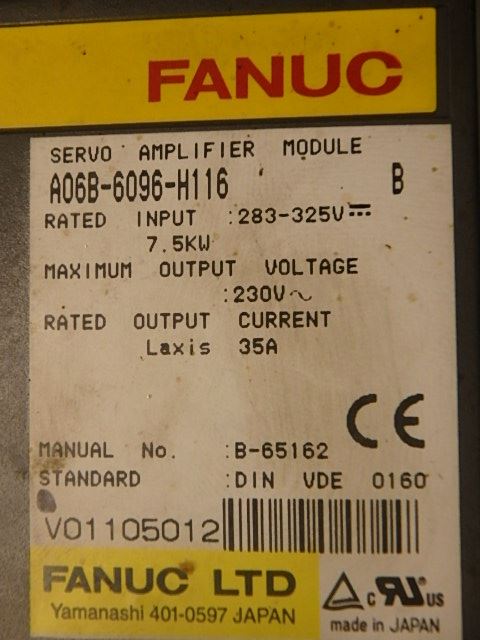 FANUC
SERVO AMPLIFIER MODULE
A06B-6096-H116 B
RATED INPUT :283-325V⎓
7.5KW
MAXIMUM OUTPUT VOLTAGE
:230V~
RATED OUTPUT CURRENT
Laxis 35A
CE
MANUAL No. :B-65162
STANDARD :DIN VDE 0160
V01105012
FANUC LTD
Yamanashi 401-0597 JAPAN
c RU US
made in JAPAN